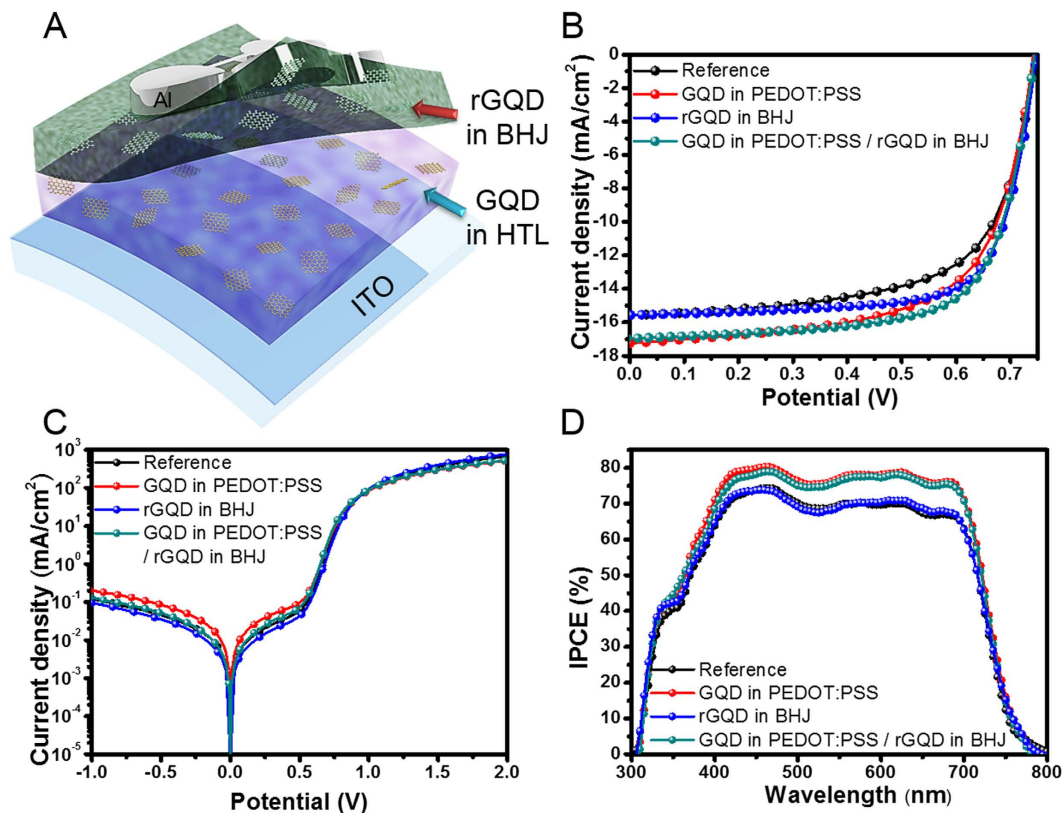 A
Al
rGQD
in BHJ
GQD
in HTL
ITO
B
Current density (mA/cm²)
0
-2
-4
-6
-8
-10
-12
-14
-16
-18
Reference
GQD in PEDOT:PSS
rGQD in BHJ
GQD in PEDOT:PSS / rGQD in BHJ
0.0 0.1 0.2 0.3 0.4 0.5 0.6 0.7
Potential (V)
C
Current density (mA/cm²)
10³
10²
10¹
10⁰
10⁻¹
10⁻²
10⁻³
10⁻⁴
10⁻⁵
Reference
GQD in PEDOT:PSS
rGQD in BHJ
GQD in PEDOT:PSS
/ rGQD in BHJ
-1.0 -0.5 0.0 0.5 1.0 1.5 2.0
Potential (V)
D
IPCE (%)
80
70
60
50
40
30
20
10
0
Reference
GQD in PEDOT:PSS
rGQD in BHJ
GQD in PEDOT:PSS / rGQD in BHJ
300 400 500 600 700 800
Wavelength (nm)